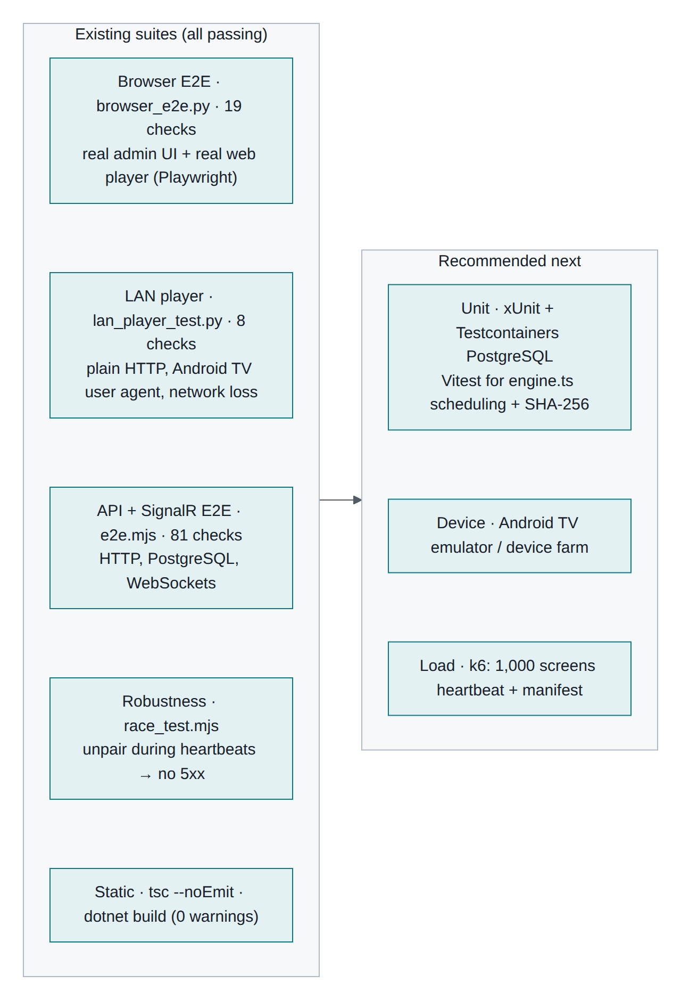 Existing suites (all passing)
Browser E2E ·
browser_e2e.py · 19
checks
real admin UI + real web
player (Playwright)
LAN player ·
lan_player_test.py · 8
checks
plain HTTP, Android TV
user agent, network loss
API + SignalR E2E ·
e2e.mjs · 81 checks
HTTP, PostgreSQL,
WebSockets
Robustness ·
race_test.mjs
unpair during heartbeats
→ no 5xx
Static · tsc --noEmit ·
dotnet build (0 warnings)
Recommended next
Unit · xUnit +
Testcontainers
PostgreSQL
Vitest for engine.ts
scheduling + SHA-256
Device · Android TV
emulator / device farm
Load · k6: 1,000 screens
heartbeat + manifest